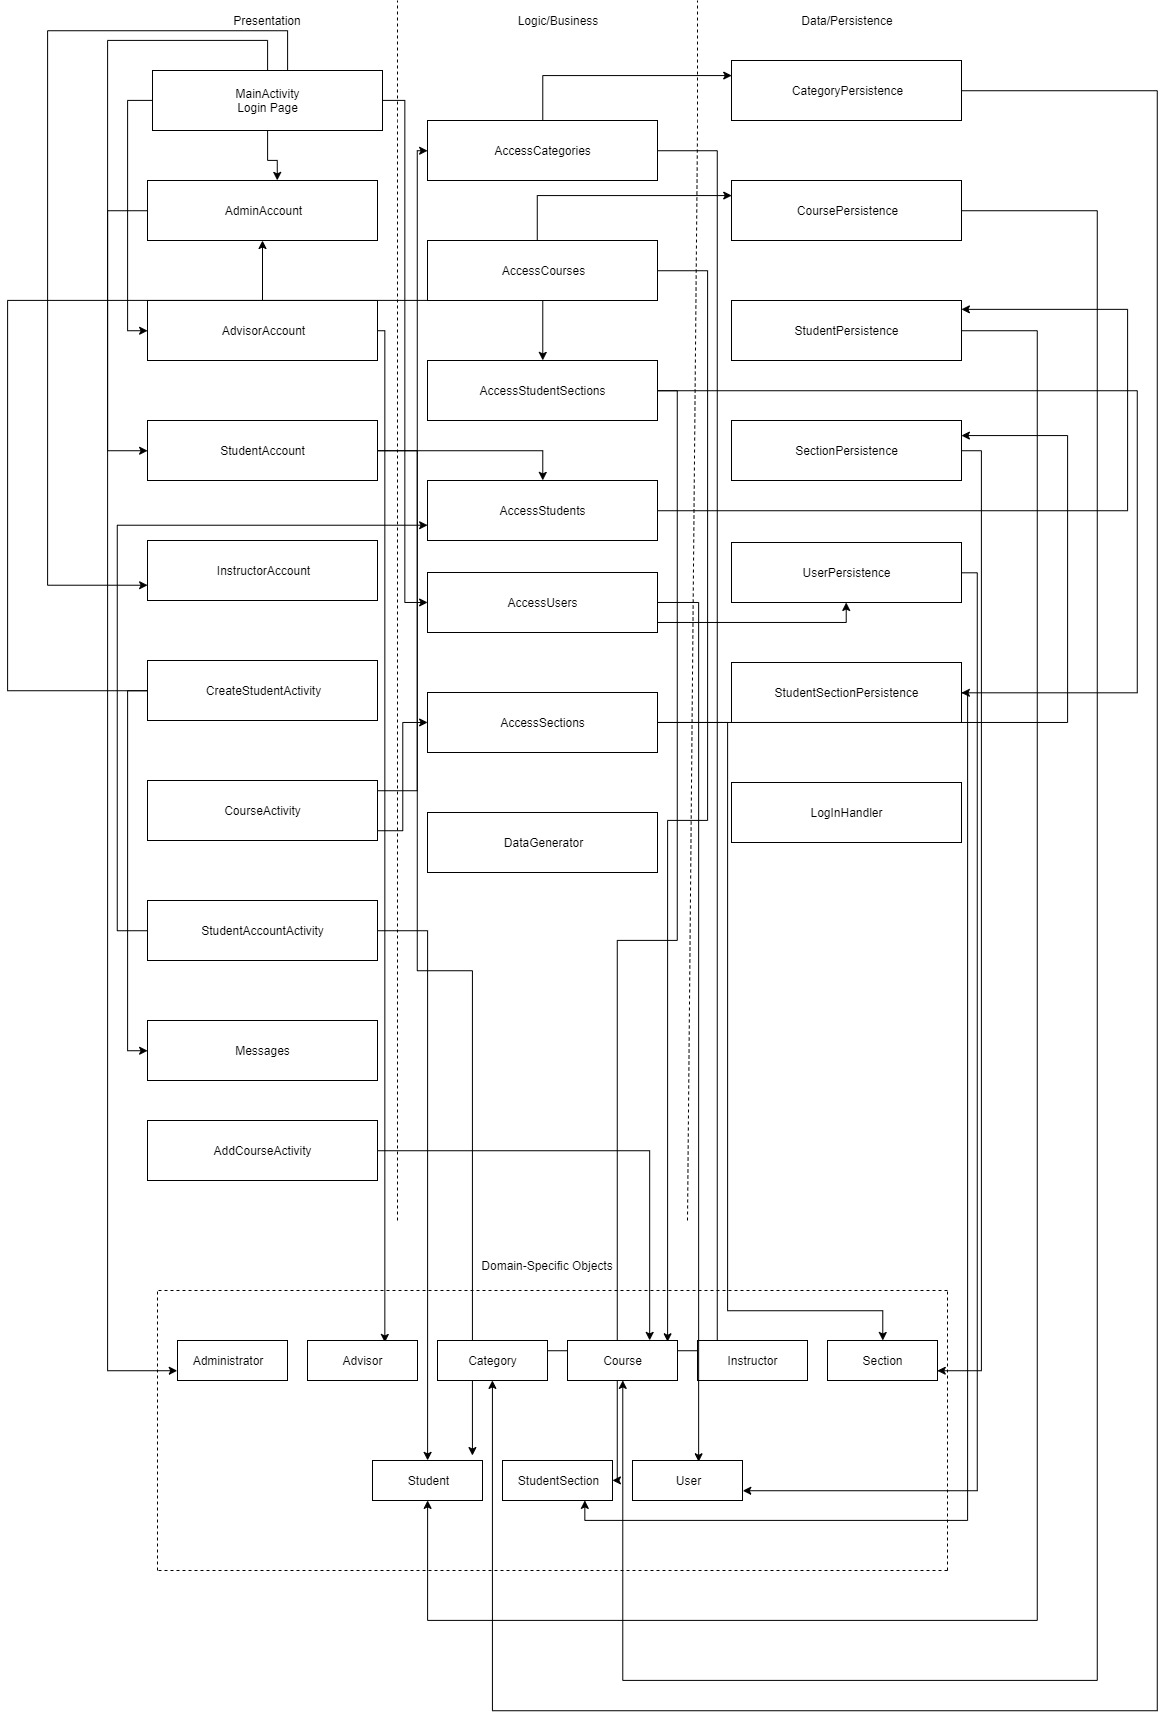 Presentation
Logic/Business
Data/Persistence
MainActivity
Login Page
AdminAccount
AdvisorAccount
StudentAccount
InstructorAccount
CreateStudentActivity
CourseActivity
StudentAccountActivity
Messages
AddCourseActivity
AccessCategories
AccessCourses
AccessStudentSections
AccessStudents
AccessUsers
AccessSections
DataGenerator
CategoryPersistence
CoursePersistence
StudentPersistence
SectionPersistence
UserPersistence
StudentSectionPersistence
LogInHandler
Domain-Specific Objects
Administrator
Advisor
Category
Course
Instructor
Section
Student
StudentSection
User